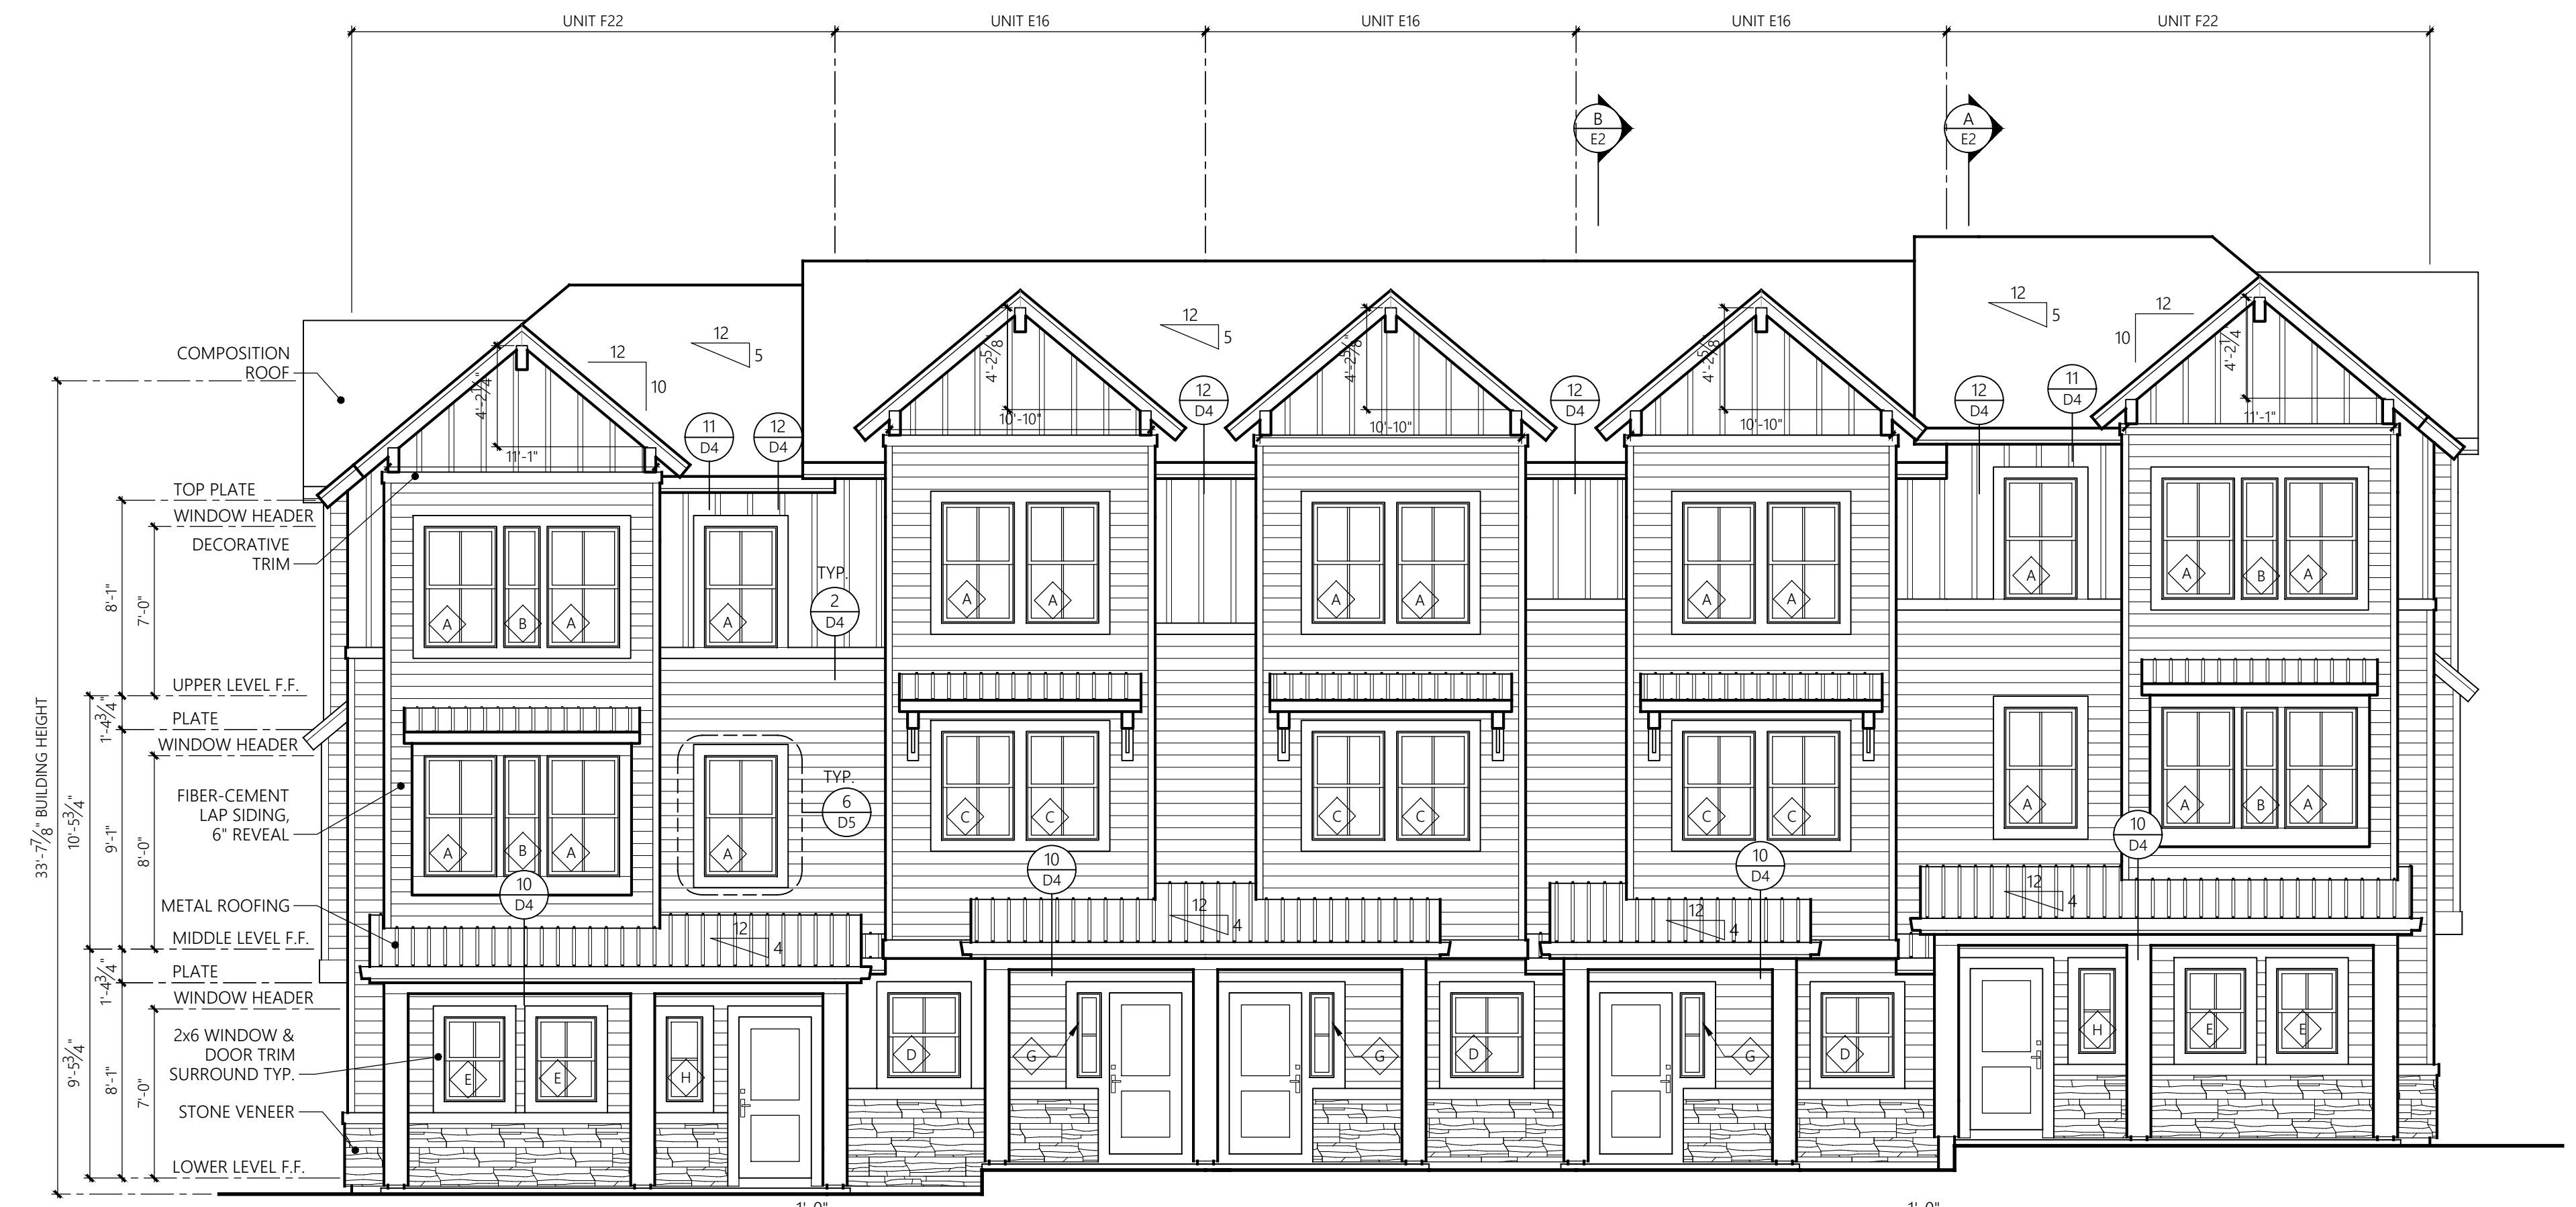 UNIT F22
UNIT E16
UNIT E16
UNIT E16
UNIT F22
B
E2
A
E2
12
5
12
10
12
5
12
5
12
10
COMPOSITION
ROOF
4'-2 1/4"
11'-1"
4'-2 5/8"
10'-10"
4'-2 5/8"
10'-10"
4'-2 5/8"
10'-10"
4'-2 1/4"
11'-1"
11
D4
12
D4
12
D4
12
D4
12
D4
11
D4
TOP PLATE
WINDOW HEADER
DECORATIVE
TRIM
8'-1"
7'-0"
TYP.
2
D4
A
B
A
A
A
A
A
A
A
A
A
A
B
A
UPPER LEVEL F.F.
PLATE
WINDOW HEADER
1'-4 3/4"
33'-7 7/8" BUILDING HEIGHT
10'-5 3/4"
9'-1"
8'-0"
FIBER-CEMENT
LAP SIDING,
6" REVEAL
TYP.
6
D5
A
B
A
A
C
C
C
C
C
C
A
A
B
A
10
D4
10
D4
10
D4
10
D4
METAL ROOFING
MIDDLE LEVEL F.F.
12
4
12
4
12
4
12
4
PLATE
WINDOW HEADER
1'-4 3/4"
9'-5 3/4"
8'-1"
7'-0"
2x6 WINDOW &
DOOR TRIM
SURROUND TYP.
STONE VENEER
LOWER LEVEL F.F.
E
E
H
D
G
G
D
G
D
H
E
E
1'-0"
1'-0"